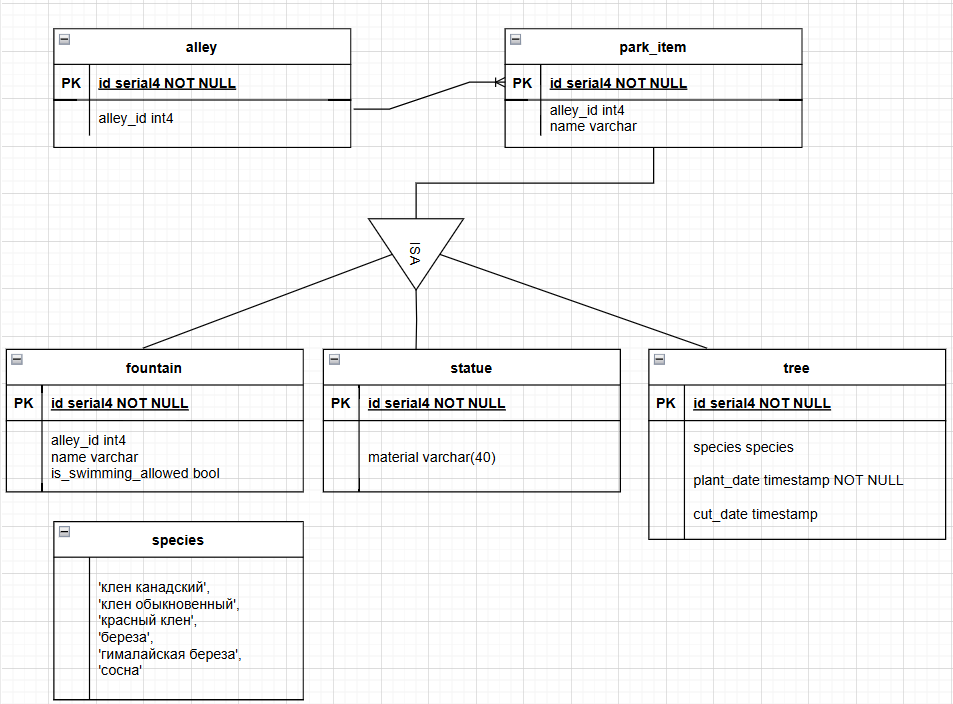 alley
PK id serial4 NOT NULL
alley_id int4
park_item
PK id serial4 NOT NULL
alley_id int4
name varchar
ISA
fountain
PK id serial4 NOT NULL
alley_id int4
name varchar
is_swimming_allowed bool
statue
PK id serial4 NOT NULL
material varchar(40)
tree
PK id serial4 NOT NULL
species species
plant_date timestamp NOT NULL
cut_date timestamp
species
'клен канадский',
'клен обыкновенный',
'красный клен',
'береза',
'гималайская береза',
'сосна'